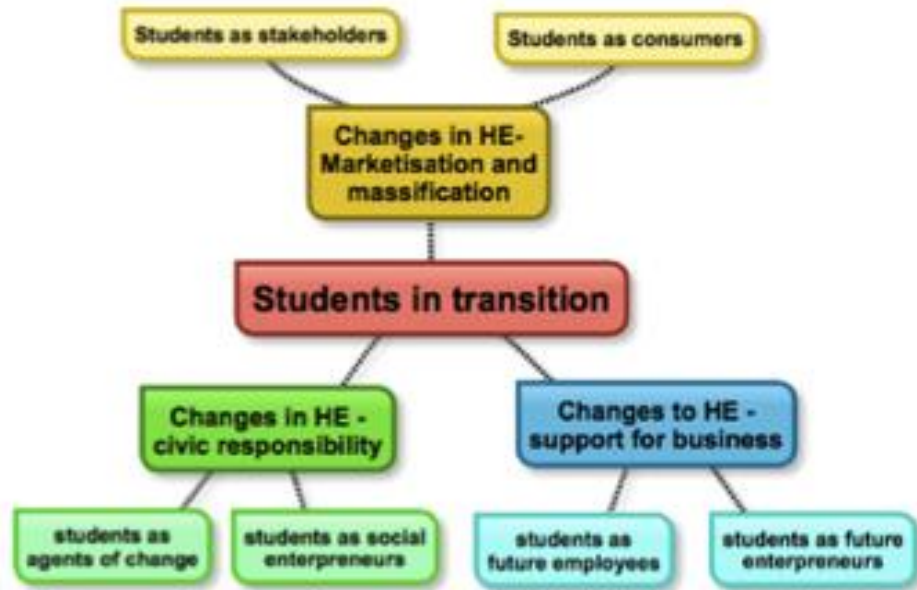 Students as stakeholders
Students as consumers
Changes in HE-
Marketisation and
massification
Students in transition
Changes in HE -
civic responsibility
Changes to HE -
support for business
students as
agents of change
students as social
enterpreneurs
students as
future employees
students as future
enterpreneurs